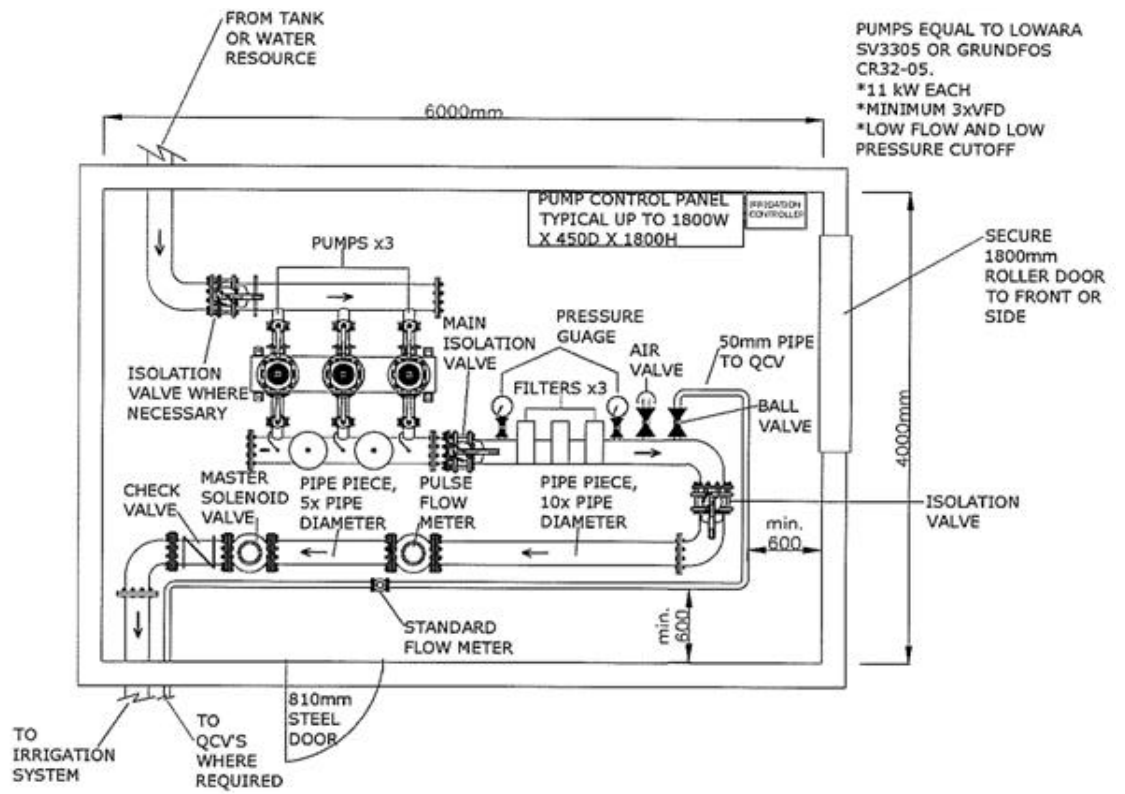 FROM TANK
OR WATER
RESOURCE
PUMPS EQUAL TO LOWARA
SV3305 OR GRUNDFOS
CR32-05.
*11 kW EACH
*MINIMUM 3xVFD
*LOW FLOW AND LOW
PRESSURE CUTOFF
6000mm
PUMP CONTROL PANEL
TYPICAL UP TO 1800W
X 450D X 1800H
IRRIGATION
CONTROLLER
PUMPS x3
SECURE
1800mm
ROLLER DOOR
TO FRONT OR
SIDE
MAIN
ISOLATION
VALVE
PRESSURE
GUAGE
AIR
VALVE
50mm PIPE
TO QCV
ISOLATION
VALVE WHERE
NECESSARY
FILTERS x3
BALL
VALVE
4000mm
CHECK
VALVE
MASTER
SOLENOID
VALVE
PIPE PIECE,
5x PIPE
DIAMETER
PULSE
FLOW
METER
PIPE PIECE,
10x PIPE
DIAMETER
ISOLATION
VALVE
min.
600
min.
600
STANDARD
FLOW METER
810mm
STEEL
DOOR
TO
IRRIGATION
SYSTEM
TO
QCV'S
WHERE
REQUIRED